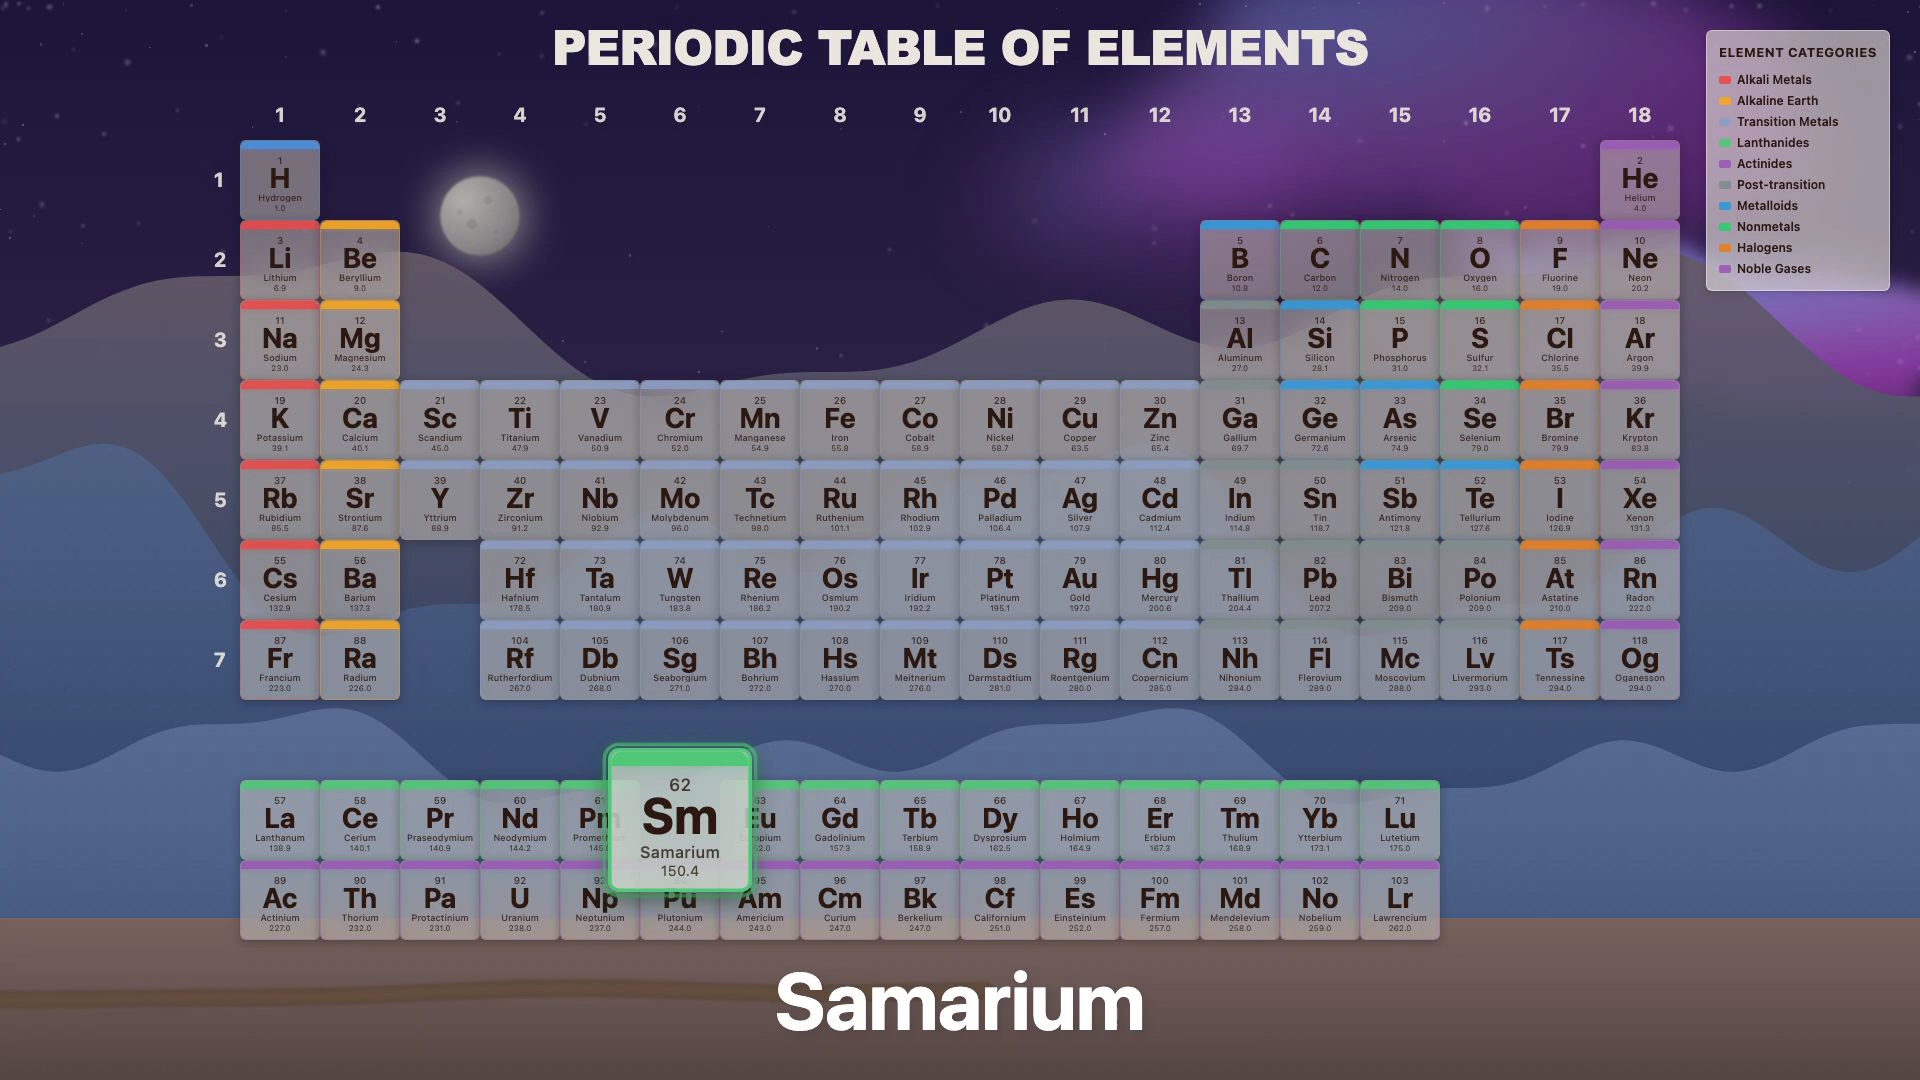 PERIODIC TABLE OF ELEMENTS
ELEMENT CATEGORIES
Alkali Metals
Alkaline Earth
Transition Metals
Lanthanides
Actinides
Post-transition
Metalloids
Nonmetals
Halogens
Noble Gases
1 2 3 4 5 6 7 8 9 10 11 12 13 14 15 16 17 18
1
1 2
H He
Hydrogen Helium
1.0 4.0
2
3 4 5 6 7 8 9 10
Li Be B C N O F Ne
Lithium Beryllium Boron Carbon Nitrogen Oxygen Fluorine Neon
6.9 9.0 10.8 12.0 14.0 16.0 19.0 20.2
3
11 12 13 14 15 16 17 18
Na Mg Al Si P S Cl Ar
Sodium Magnesium Aluminum Silicon Phosphorus Sulfur Chlorine Argon
23.0 24.3 27.0 28.1 31.0 32.1 35.5 39.9
4
19 20 21 22 23 24 25 26 27 28 29 30 31 32 33 34 35 36
K Ca Sc Ti V Cr Mn Fe Co Ni Cu Zn Ga Ge As Se Br Kr
Potassium Calcium Scandium Titanium Vanadium Chromium Manganese Iron Cobalt Nickel Copper Zinc Gallium Germanium Arsenic Selenium Bromine Krypton
39.1 40.1 45.0 47.9 50.9 52.0 54.9 55.8 58.9 58.7 63.5 65.4 69.7 72.6 74.9 79.0 79.9 83.8
5
37 38 39 40 41 42 43 44 45 46 47 48 49 50 51 52 53 54
Rb Sr Y Zr Nb Mo Tc Ru Rh Pd Ag Cd In Sn Sb Te I Xe
Rubidium Strontium Yttrium Zirconium Niobium Molybdenum Technetium Ruthenium Rhodium Palladium Silver Cadmium Indium Tin Antimony Tellurium Iodine Xenon
85.5 87.6 88.9 91.2 92.9 96.0 98.0 101.1 102.9 106.4 107.9 112.4 114.8 118.7 121.8 127.6 126.9 131.3
6
55 56 72 73 74 75 76 77 78 79 80 81 82 83 84 85 86
Cs Ba Hf Ta W Re Os Ir Pt Au Hg Tl Pb Bi Po At Rn
Cesium Barium Hafnium Tantalum Tungsten Rhenium Osmium Iridium Platinum Gold Mercury Thallium Lead Bismuth Polonium Astatine Radon
132.9 137.3 178.5 180.9 183.8 186.2 190.2 192.2 195.1 197.0 200.6 204.4 207.2 209.0 209.0 210.0 222.0
7
87 88 104 105 106 107 108 109 110 111 112 113 114 115 116 117 118
Fr Ra Rf Db Sg Bh Hs Mt Ds Rg Cn Nh Fl Mc Lv Ts Og
Francium Radium Rutherfordium Dubnium Seaborgium Bohrium Hassium Meitnerium Darmstadtium Roentgenium Copernicium Nihonium Flerovium Moscovium Livermorium Tennessine Oganesson
223.0 226.0 267.0 268.0 271.0 272.0 270.0 276.0 281.0 280.0 285.0 284.0 289.0 288.0 293.0 294.0 294.0
57 58 59 60 61 62 63 64 65 66 67 68 69 70 71
La Ce Pr Nd Pm Sm Eu Gd Tb Dy Ho Er Tm Yb Lu
Lanthanum Cerium Praseodymium Neodymium Samarium Gadolinium Terbium Dysprosium Holmium Erbium Thulium Ytterbium Lutetium
138.9 140.1 140.9 144.2 150.4 157.3 158.9 162.5 164.9 167.3 168.9 173.1 175.0
89 90 91 92 93 95 96 97 98 99 100 101 102 103
Ac Th Pa U Np Pu Am Cm Bk Cf Es Fm Md No Lr
Actinium Thorium Protactinium Uranium Neptunium Plutonium Americium Curium Berkelium Californium Einsteinium Fermium Mendelevium Nobelium Lawrencium
227.0 232.0 231.0 238.0 237.0 244.0 243.0 247.0 247.0 251.0 252.0 257.0 258.0 259.0 262.0
Samarium